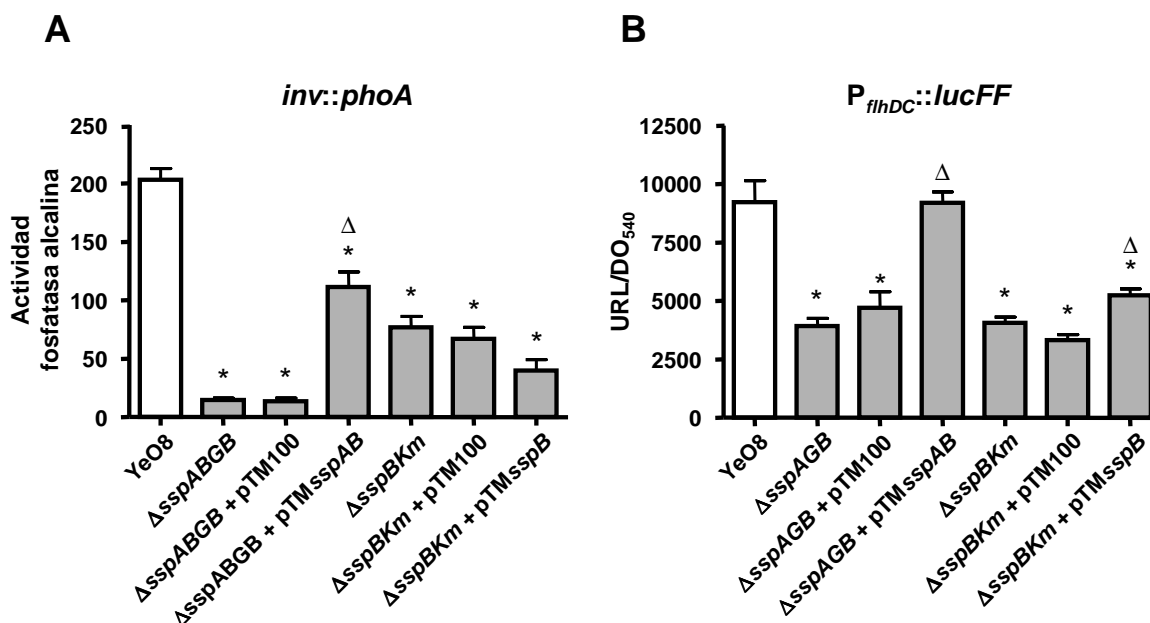 A
inv::phoA
Actividad
fosfatasa alcalina
250
200
150
100
50
0
*
*
Δ
*
*
*
*
YeO8
ΔsspABGB
ΔsspABGB + pTM100
ΔsspABGB + pTMsspAB
ΔsspBKm
ΔsspBKm + pTM100
ΔsspBKm + pTMsspB
B
PflhDC::lucFF
URL/DO540
12500
10000
7500
5000
2500
0
*
*
Δ
*
*
Δ
*
YeO8
ΔsspAGB
ΔsspAGB + pTM100
ΔsspAGB + pTMsspAB
ΔsspBKm
ΔsspBKm + pTM100
ΔsspBKm + pTMsspB